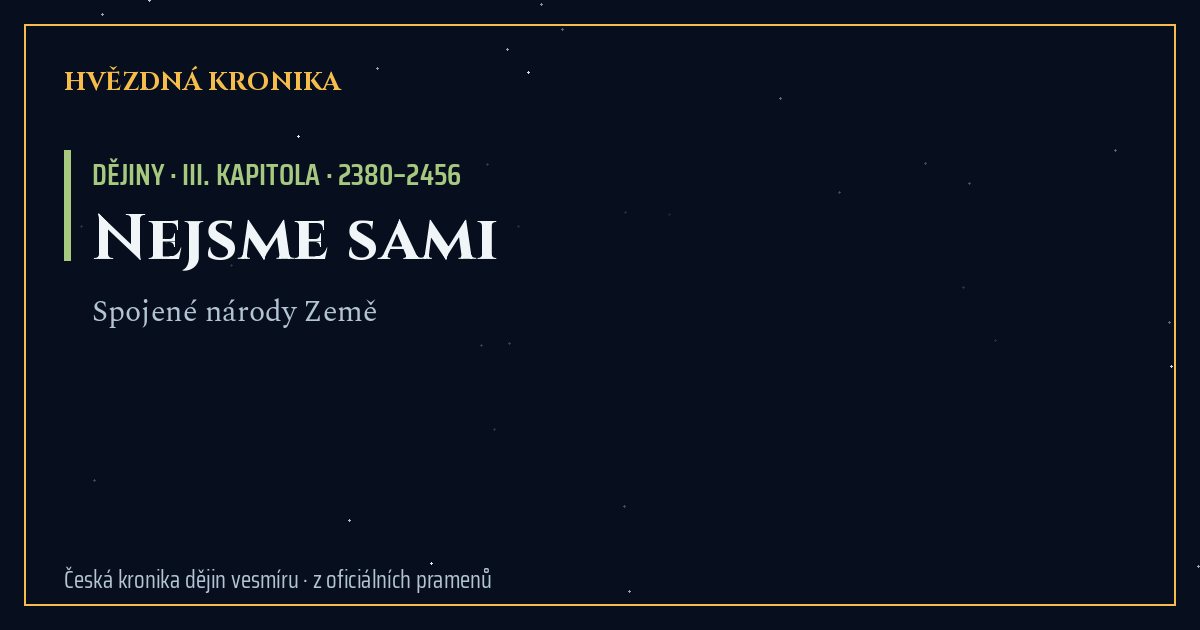 HVĚZDNÁ KRONIKA
DĚJINY · III. KAPITOLA · 2380–2456
Nejsme sami
Spojené národy Země
Česká kronika dějin vesmíru · z oficiálních pramenů